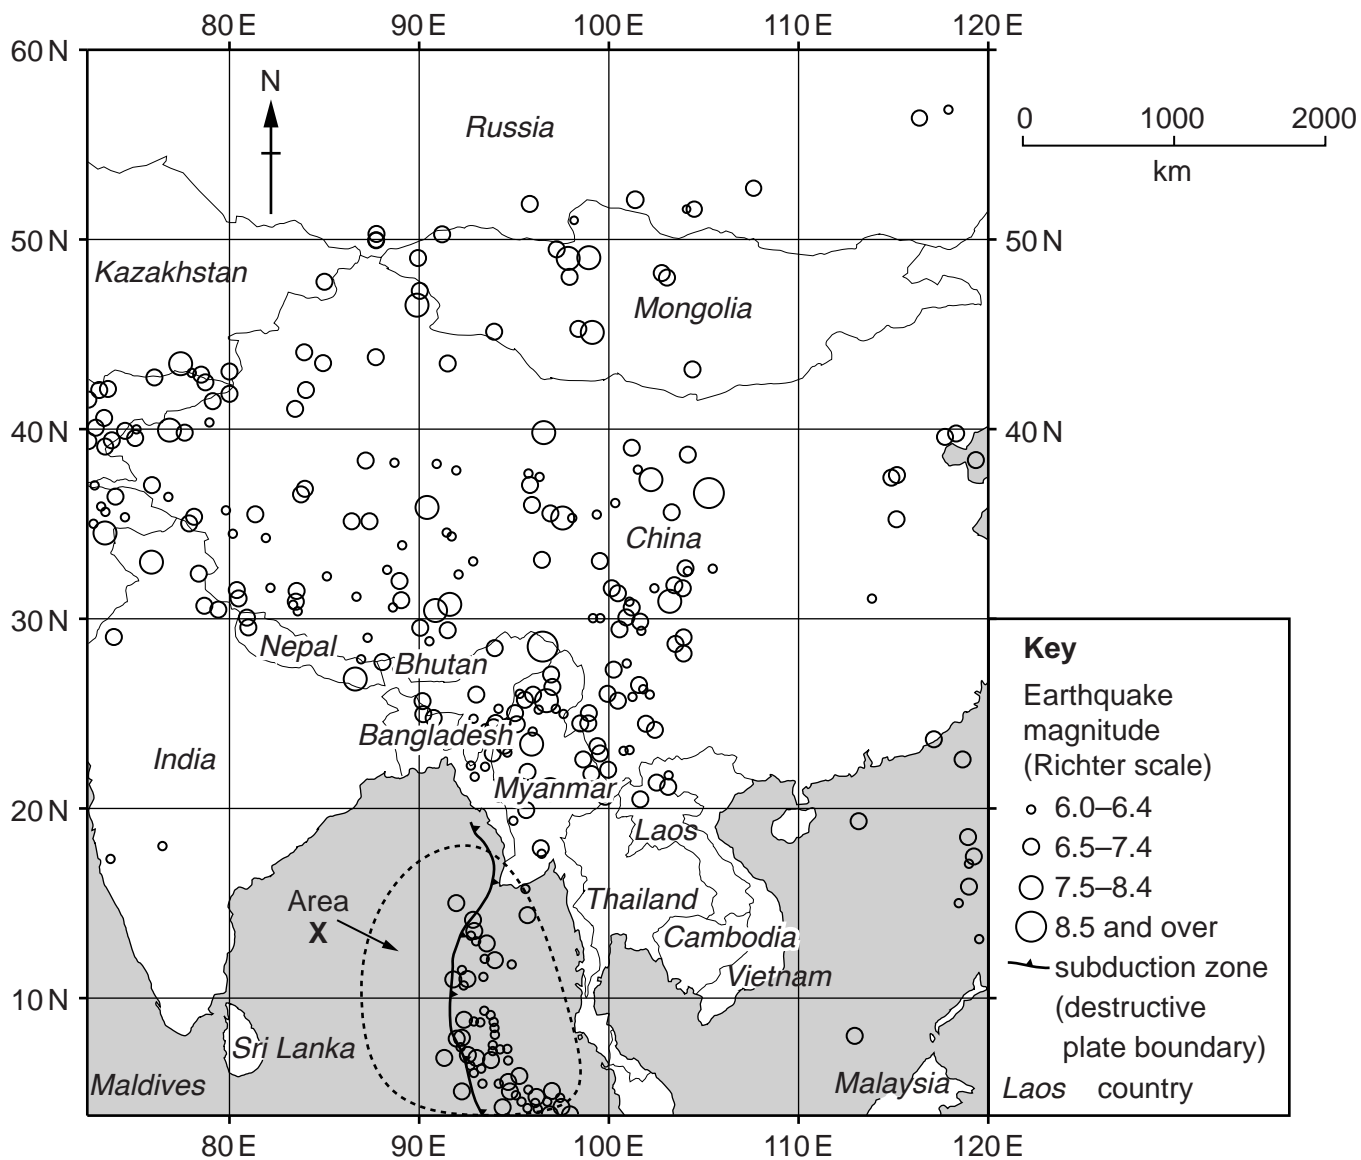 80 E 90 E 100 E 110 E 120 E
60 N
N
Russia
0 1000 2000
km
50 N 50 N
Kazakhstan
Mongolia
40 N 40 N
China
30 N
Nepal
Bhutan
Bangladesh
India
Myanmar
20 N
Laos
Thailand
Area
X
Cambodia
Vietnam
10 N
Sri Lanka
Maldives
Malaysia
80 E 90 E 100 E 110 E 120 E
Key
Earthquake
magnitude
(Richter scale)
6.0–6.4
6.5–7.4
7.5–8.4
8.5 and over
subduction zone
(destructive
plate boundary)
Laos country